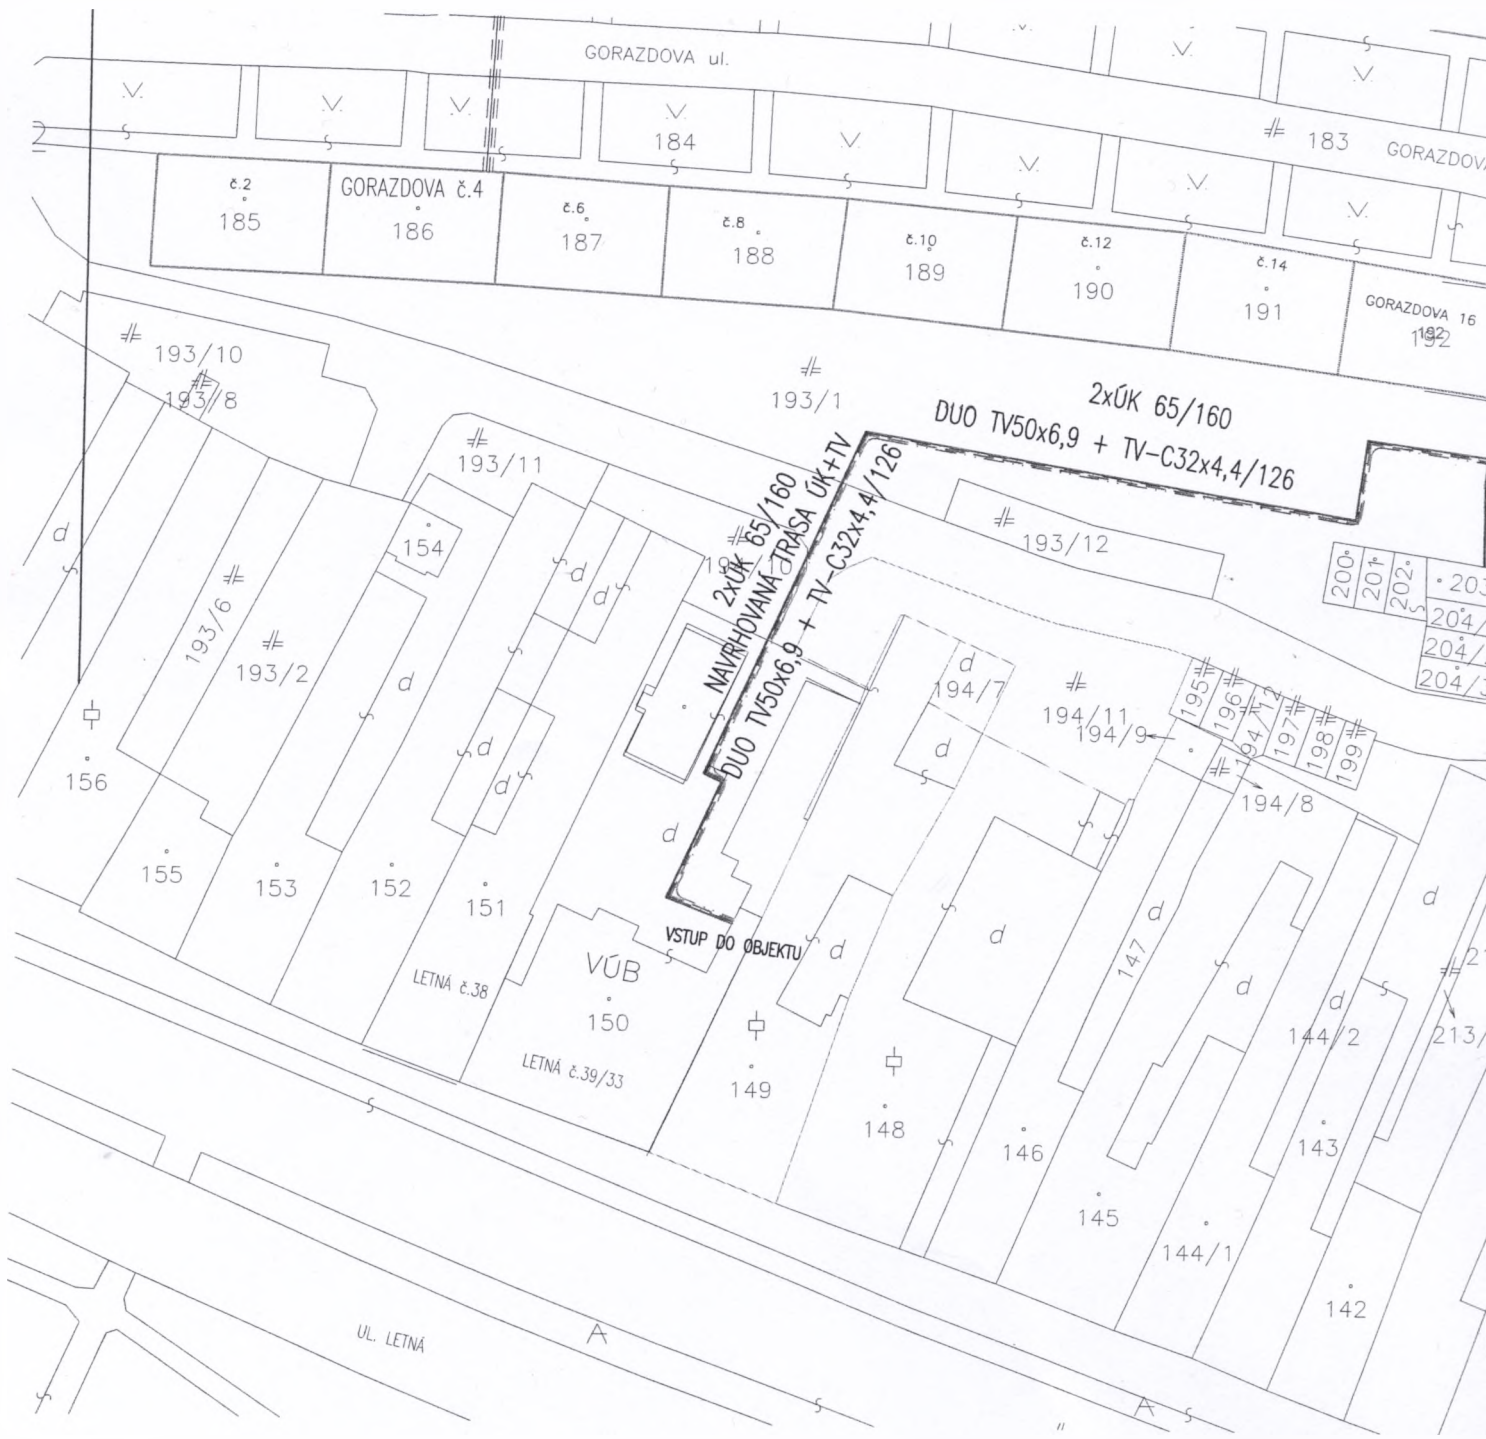 GORAZDOVA ul.
184
183
GORAZDOVA
č.2
185
GORAZDOVA č.4
186
č.6
187
č.8
188
č.10
189
č.12
190
č.14
191
GORAZDOVA 16
192
192
193/10
193/8
193/1
193/11
2xÚK 65/160
DUO TV50x6,9 + TV-C32x4,4/126
2xÚK 65/160
NAVRHOVANÁ TRASA ÚK+TV
DUO TV50x6,9 + TV-C32x4,4/126
193/12
d
154
193/6
193/2
d
d
d
200
201
202
203
204/
204/
204/3
d
194/7
194/11
194/9
195
196
194/12
197
198
199
194/8
156
d
d
d
d
155
153
152
151
d
VSTUP DO OBJEKTU
d
d
147
d
d
d
LETNÁ č.38
VÚB
150
LETNÁ č.39/33
149
148
146
145
144/1
144/2
143
142
213/
UL. LETNÁ
A
A